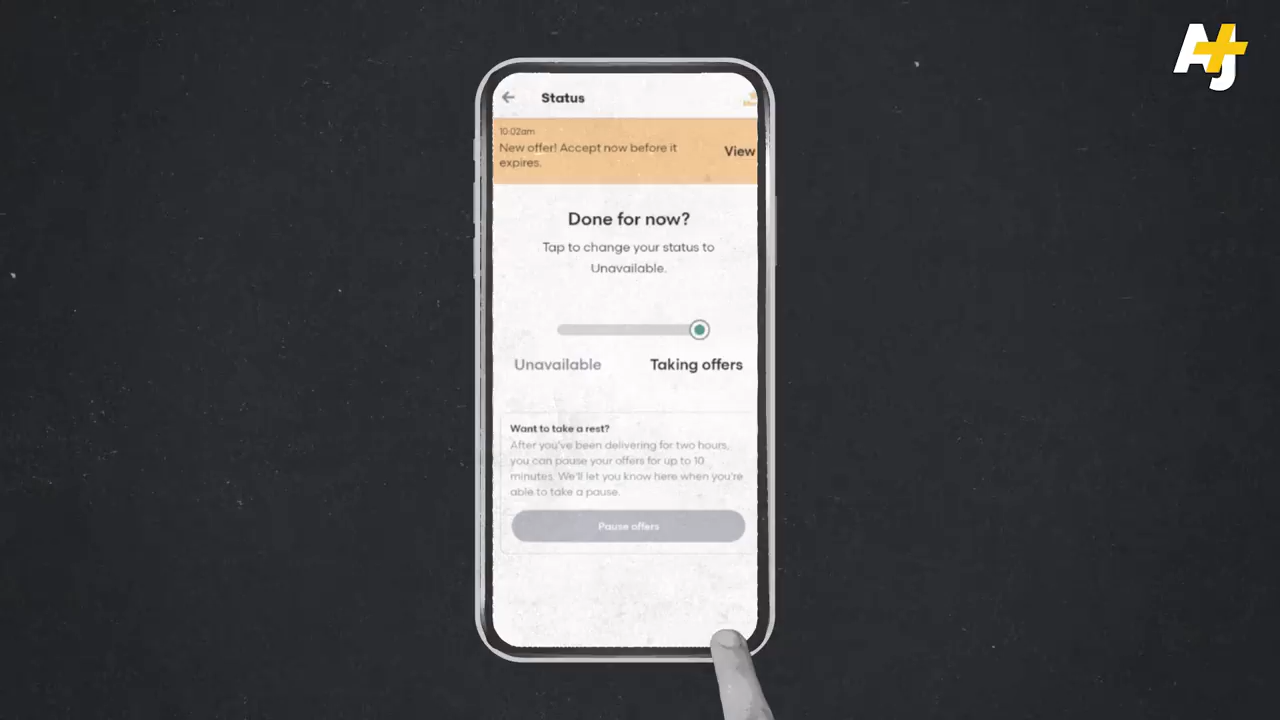 AJ+
Status
10:02am
New offer! Accept now before it
expires.
View
Done for now?
Tap to change your status to
Unavailable.
Unavailable
Taking offers
Want to take a rest?
After you've been delivering for two hours,
you can pause your offers for up to 10
minutes. We'll let you know here when you're
able to take a pause.
Pause offers